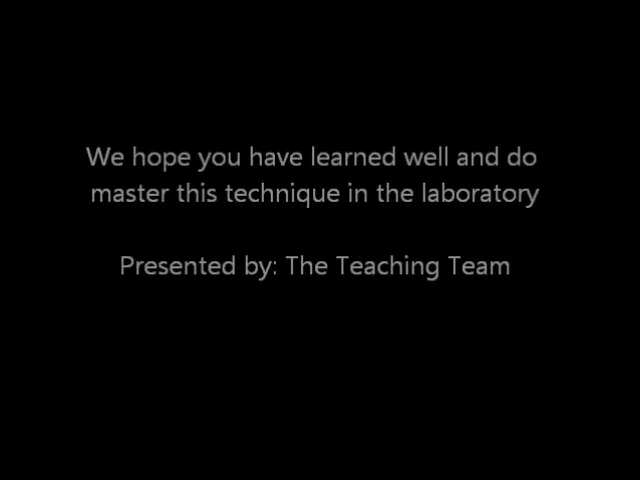 We hope you have learned well and do
master this technique in the laboratory
Presented by: The Teaching Team